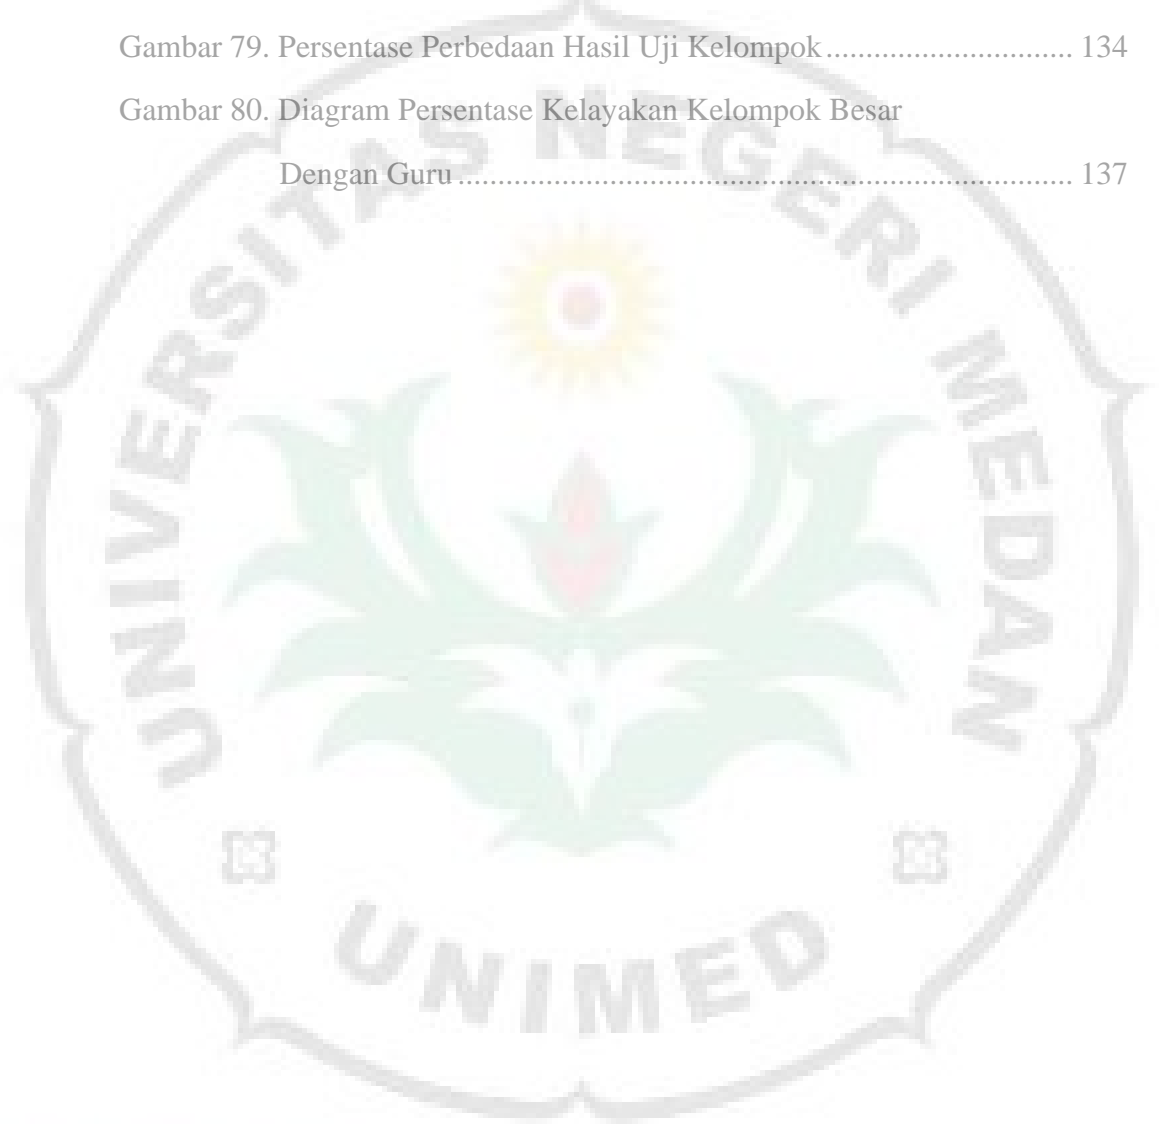 Gambar 79. Persentase Perbedaan Hasil Uji Kelompok............................... 134
Gambar 80. Diagram Persentase Kelayakan Kelompok Besar
Dengan Guru.............................................................................. 137
UNIVERSITAS NEGERI MEDAN
UNIMED